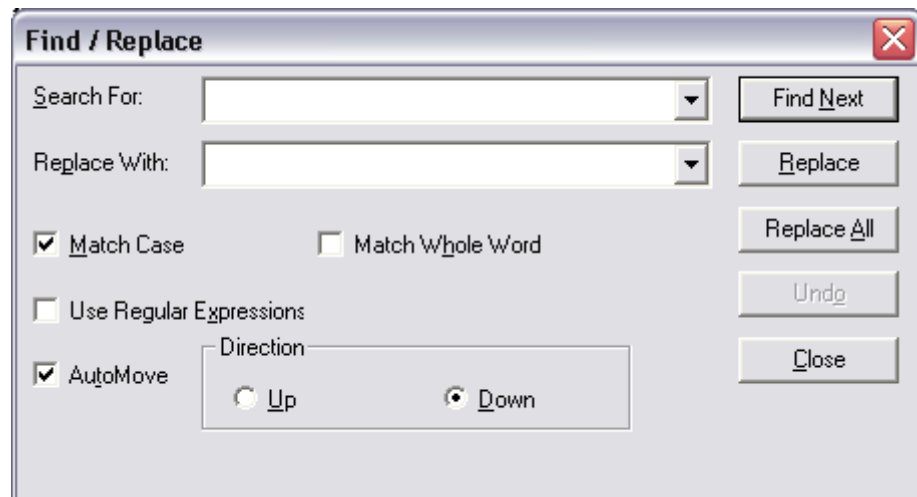 Find / Replace
Search For:
Find Next
Replace With:
Replace
Match Case
Match Whole Word
Replace All
Use Regular Expressions
Undo
AutoMove
Direction
Up
Down
Close